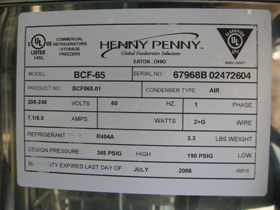 UL
LISTED
COMMERCIAL
REFRIGERATORS
/ STORAGE
FREEZERS
HENNY PENNY
Global Foodservice Solutions
EATON, OHIO
MODEL BCF-65 SERIAL NO 67968B 02472604
PRODUCT NO. BCF065.01 CONDENSER TYPE AIR
208-240 VOLTS 60 HZ 1 PHASE
7.1/6.0 AMPS. WATTS 2+G WIRE
REFRIGERANT R404A 3.3 LBS WEIGHT
DESIGN PRESSURE: 345 PSIG HIGH 190 PSIG LOW
WARRANTY EXPIRES LAST DAY OF JULY 2006